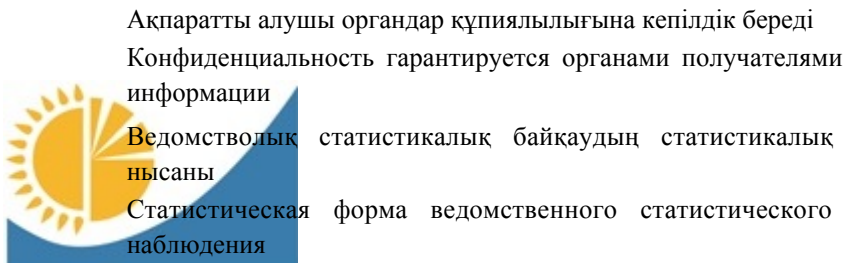 Ақпаратты алушы органдар құпиялылығына кепілдік береді
Конфиденциальность гарантируется органами получателями
информации
Ведомстволық статистикалық байқаудың статистикалық
нысаны
Статистическая форма ведомственного статистического
наблюдения